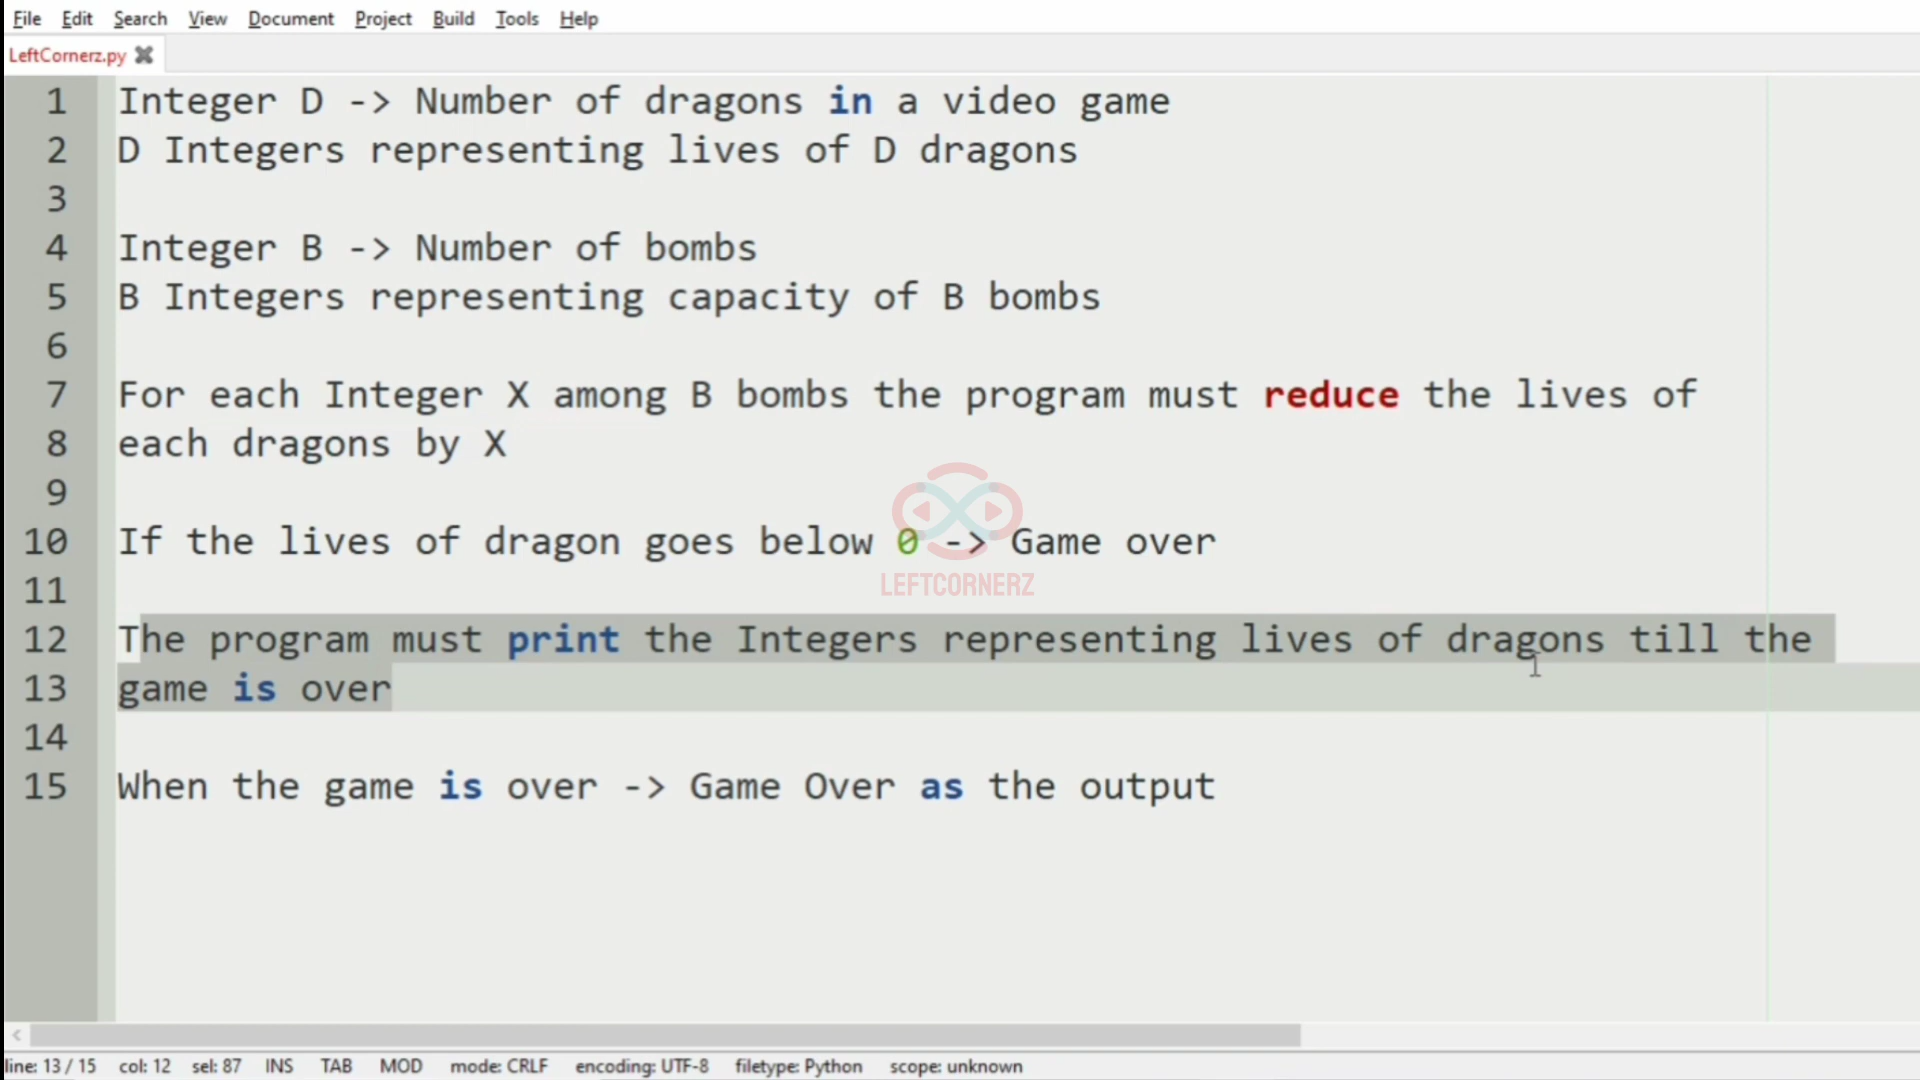 File Edit Search View Document Project Build Tools Help
LeftCornerz.py
1 Integer D -> Number of dragons in a video game
2 D Integers representing lives of D dragons
3
4 Integer B -> Number of bombs
5 B Integers representing capacity of B bombs
6
7 For each Integer X among B bombs the program must reduce the lives of
8 each dragons by X
9
10 If the lives of dragon goes below 0 -> Game over
LEFTCORNERZ
11
12 The program must print the Integers representing lives of dragons till the
13 game is over
14
15 When the game is over -> Game Over as the output
line: 13 / 15 col: 12 sel: 87 INS TAB MOD mode: CRLF encoding: UTF-8 filetype: Python scope: unknown